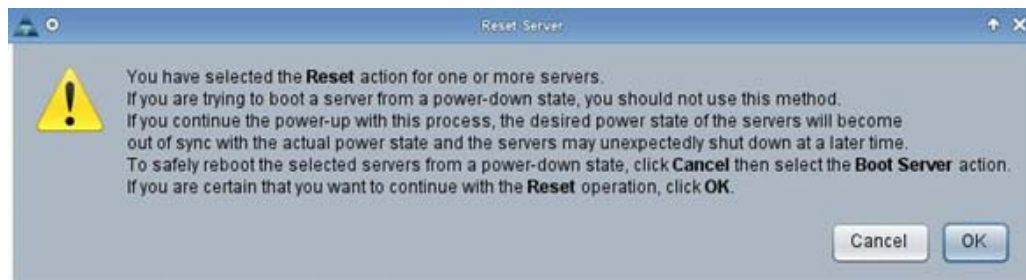 Reset Server
You have selected the Reset action for one or more servers.
If you are trying to boot a server from a power-down state, you should not use this method.
If you continue the power-up with this process, the desired power state of the servers will become
out of sync with the actual power state and the servers may unexpectedly shut down at a later time.
To safely reboot the selected servers from a power-down state, click Cancel then select the Boot Server action.
If you are certain that you want to continue with the Reset operation, click OK.
Cancel OK